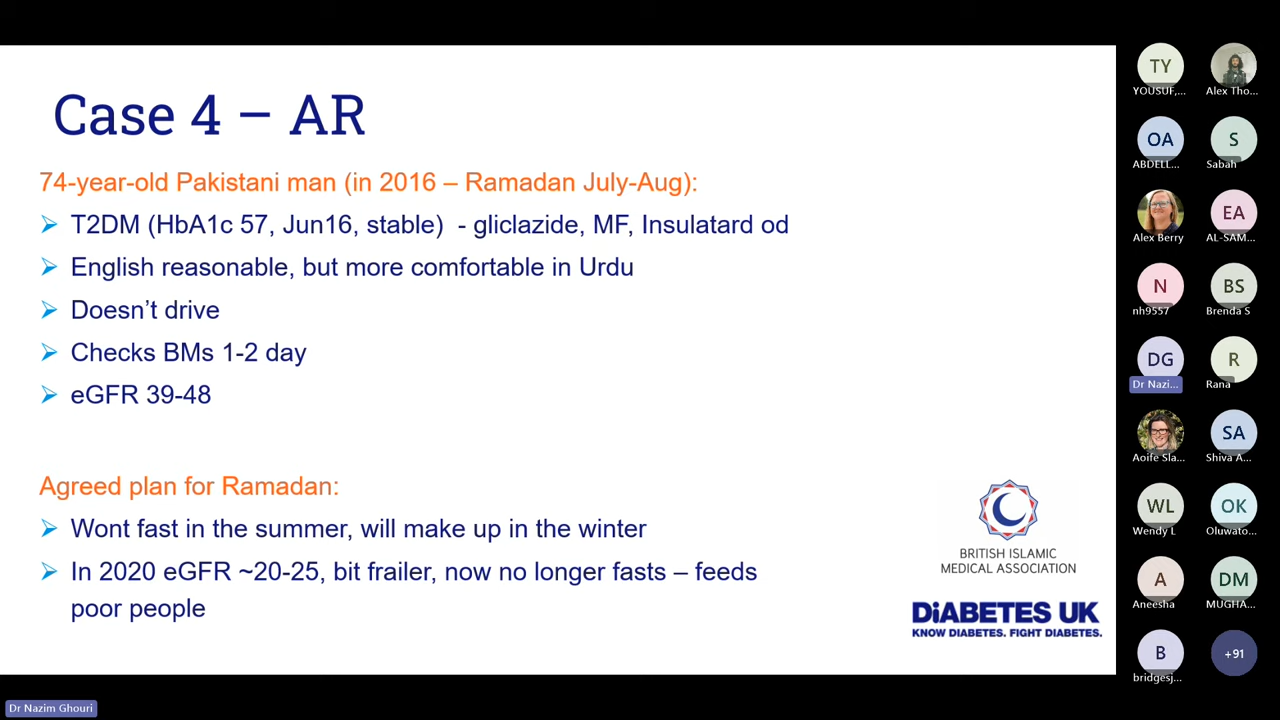 Case 4 – AR
74-year-old Pakistani man (in 2016 – Ramadan July-Aug):
T2DM (HbA1c 57, Jun16, stable)  - gliclazide, MF, Insulatard od
English reasonable, but more comfortable in Urdu
Doesn’t drive
Checks BMs 1-2 day
eGFR 39-48
Agreed plan for Ramadan:
Wont fast in the summer, will make up in the winter
In 2020 eGFR ~20-25, bit frailer, now no longer fasts – feeds
poor people
BRITISH ISLAMIC
MEDICAL ASSOCIATION
DiABETES UK
KNOW DIABETES. FIGHT DIABETES.
TY
YOUSUF,...
Alex Tho...
OA
ABDELL...
S
Sabah
Alex Berry
EA
AL-SAM...
N
nh9557
BS
Brenda S
DG
Dr Nazi...
R
Rana
Aoife Sla...
SA
Shiva A...
WL
Wendy L
OK
Oluwato...
A
Aneesha
DM
MUGHA...
B
bridgesj...
+91
Dr Nazim Ghouri